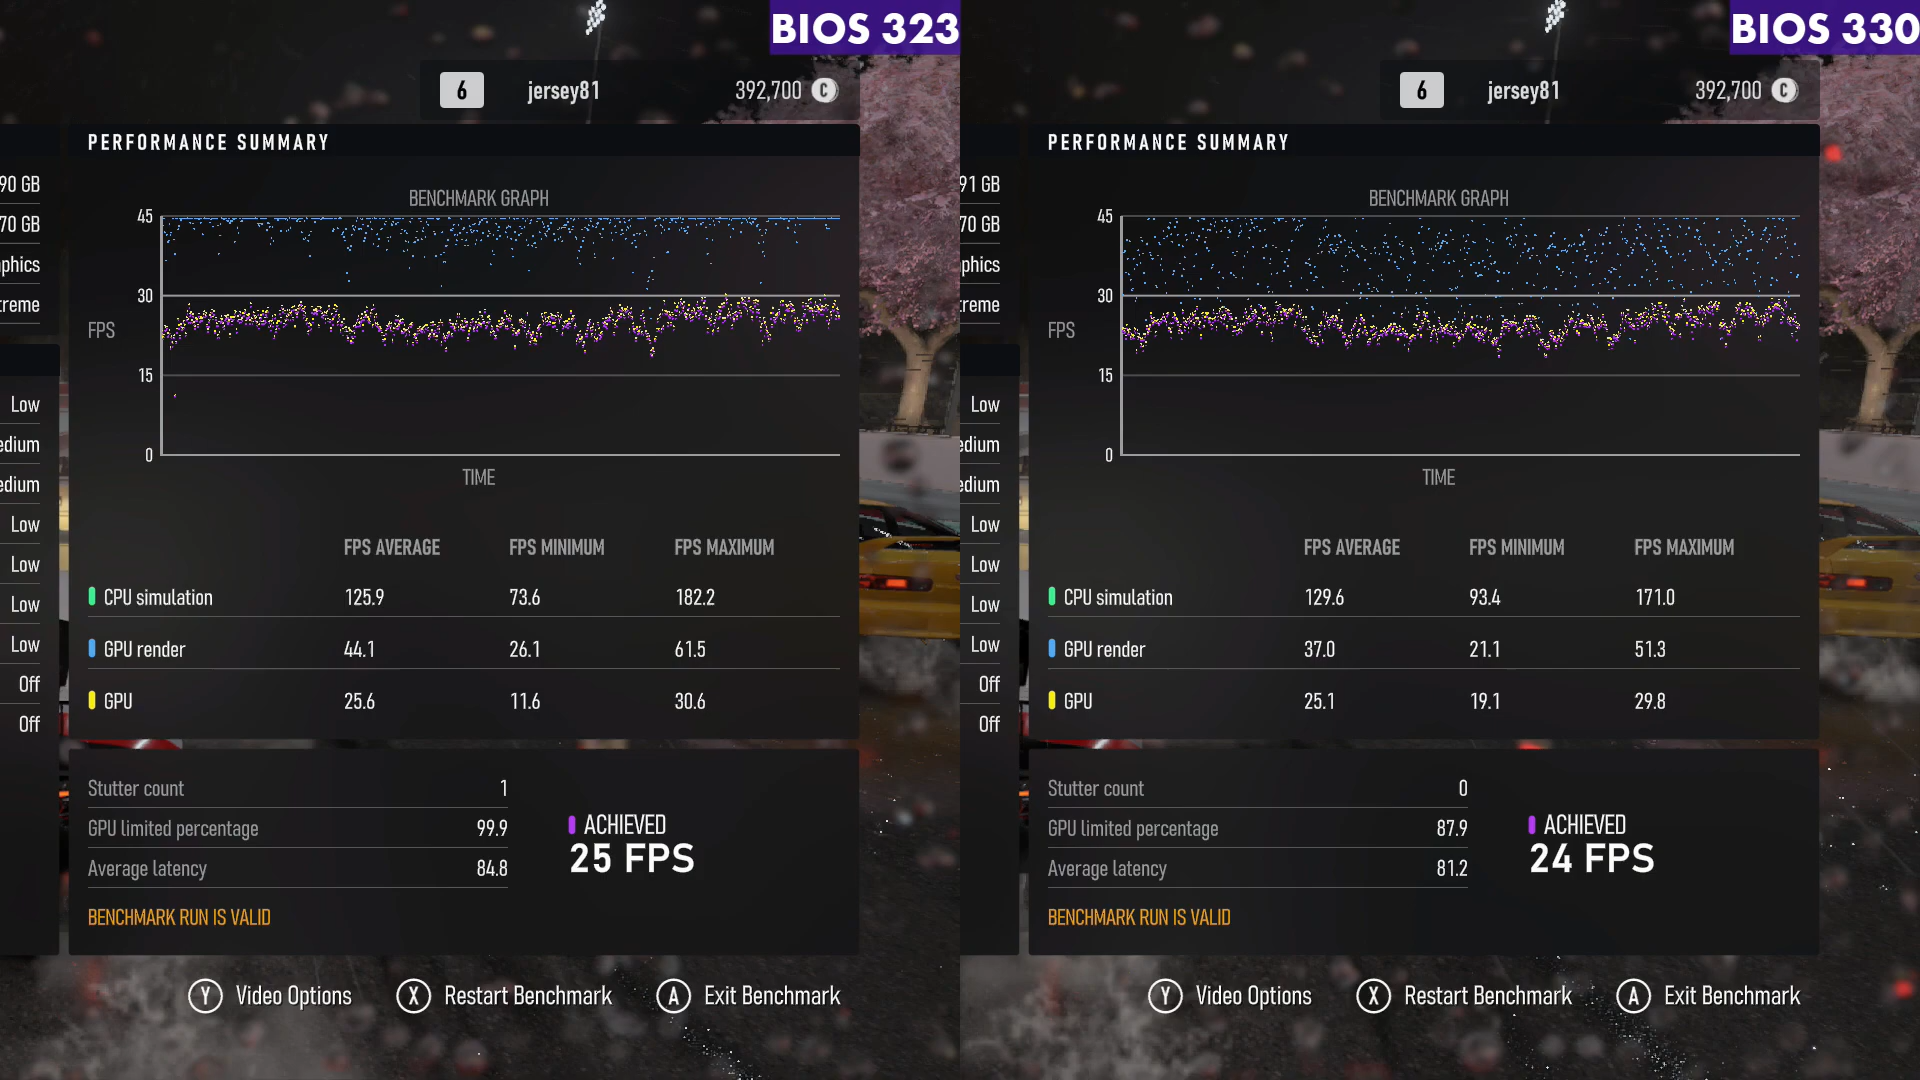 BIOS 323
6 jersey81 392,700 C
PERFORMANCE SUMMARY
90 GB
70 GB
phics
treme
Low
edium
edium
Low
Low
Low
Low
Off
Off
BENCHMARK GRAPH
45
30
FPS
15
0
TIME
FPS AVERAGE FPS MINIMUM FPS MAXIMUM
CPU simulation 125.9 73.6 182.2
GPU render 44.1 26.1 61.5
GPU 25.6 11.6 30.6
Stutter count 1
GPU limited percentage 99.9
Average latency 84.8
ACHIEVED
25 FPS
BENCHMARK RUN IS VALID
Y Video Options X Restart Benchmark A Exit Benchmark
BIOS 330
6 jersey81 392,700 C
PERFORMANCE SUMMARY
91 GB
70 GB
phics
treme
Low
edium
edium
Low
Low
Low
Low
Off
Off
BENCHMARK GRAPH
45
30
FPS
15
0
TIME
FPS AVERAGE FPS MINIMUM FPS MAXIMUM
CPU simulation 129.6 93.4 171.0
GPU render 37.0 21.1 51.3
GPU 25.1 19.1 29.8
Stutter count 0
GPU limited percentage 87.9
Average latency 81.2
ACHIEVED
24 FPS
BENCHMARK RUN IS VALID
Y Video Options X Restart Benchmark A Exit Benchmark